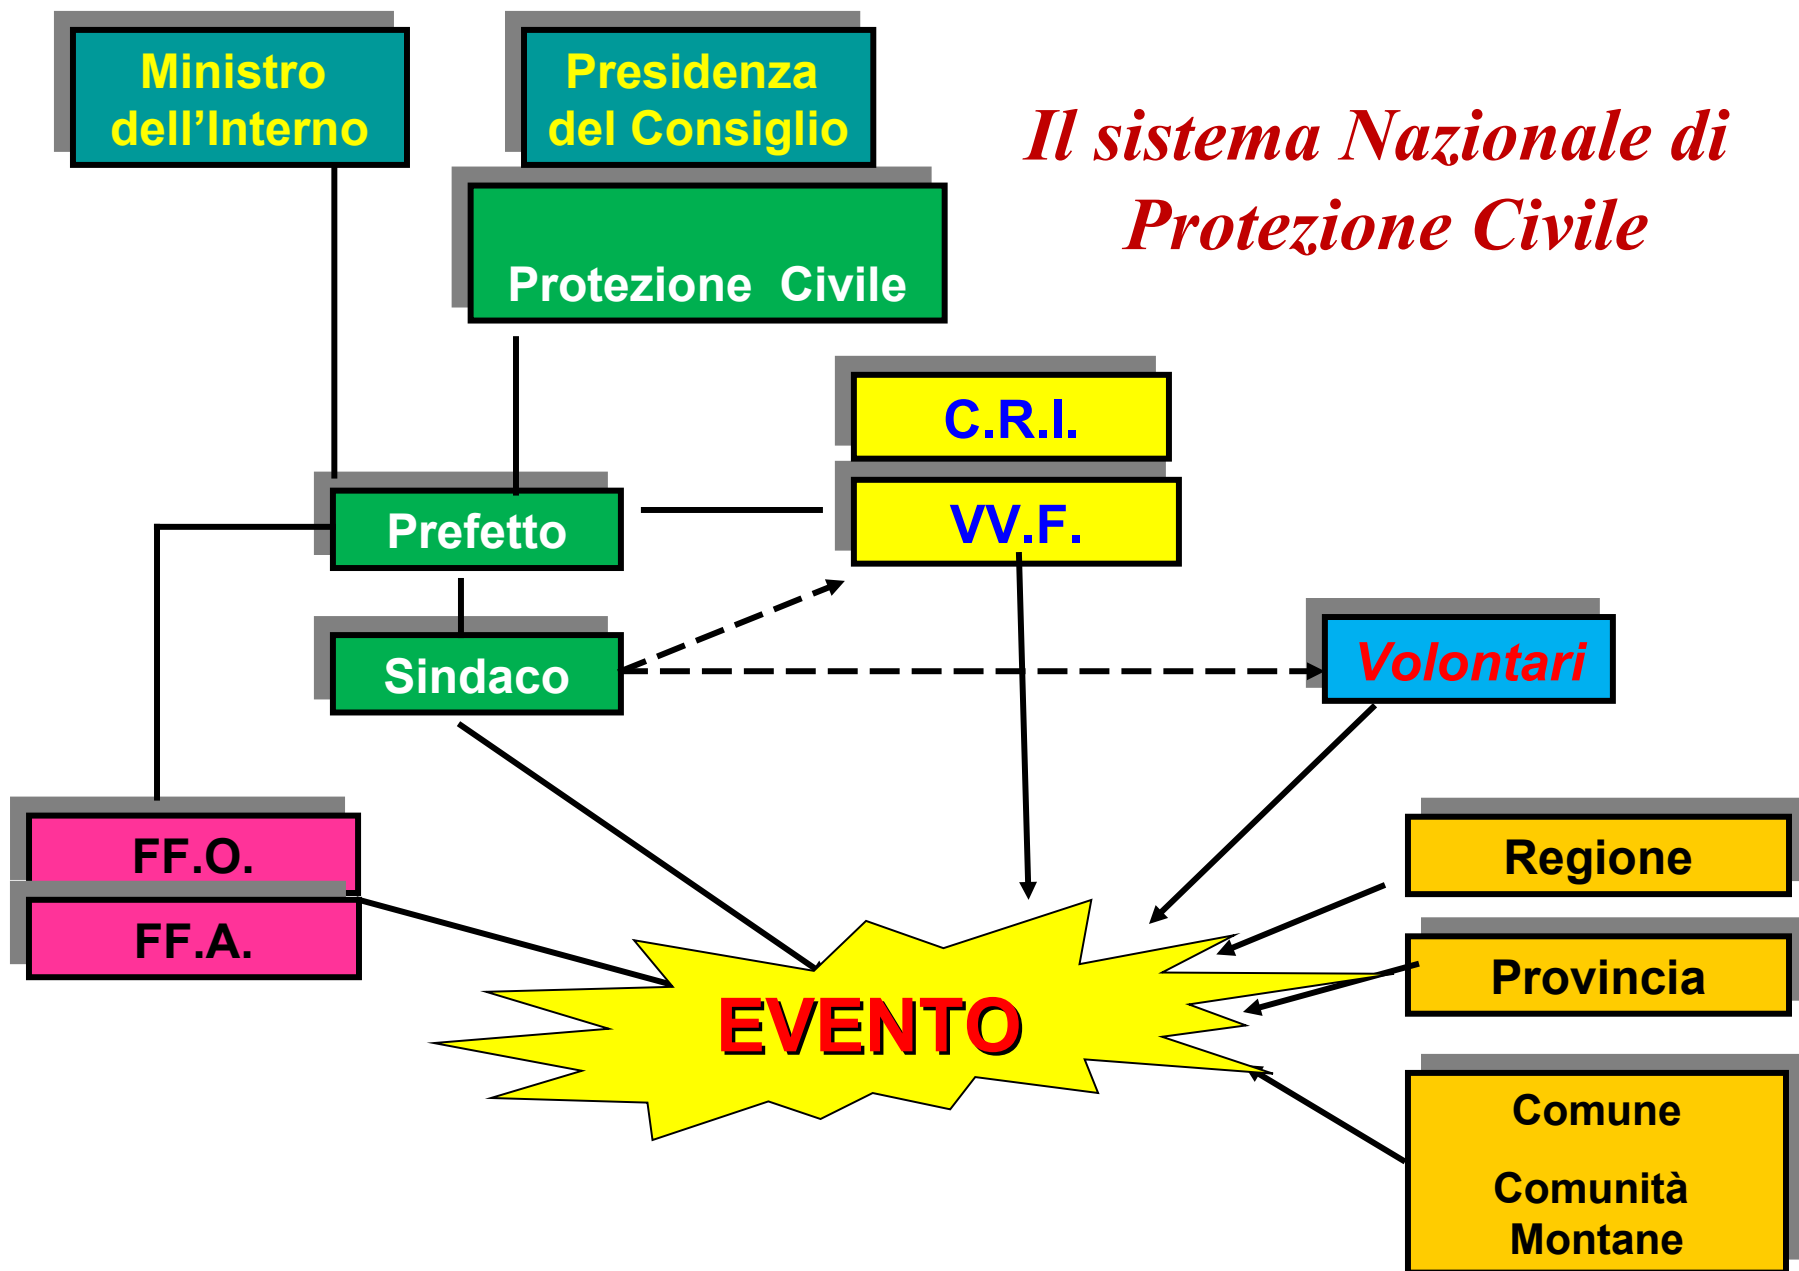 Ministro
dell’Interno
Presidenza
del Consiglio
Il sistema Nazionale di
Protezione Civile
Protezione Civile
C.R.I.
VV.F.
Prefetto
Sindaco
Volontari
FF.O.
FF.A.
EVENTO
Regione
Provincia
Comune
Comunità
Montane